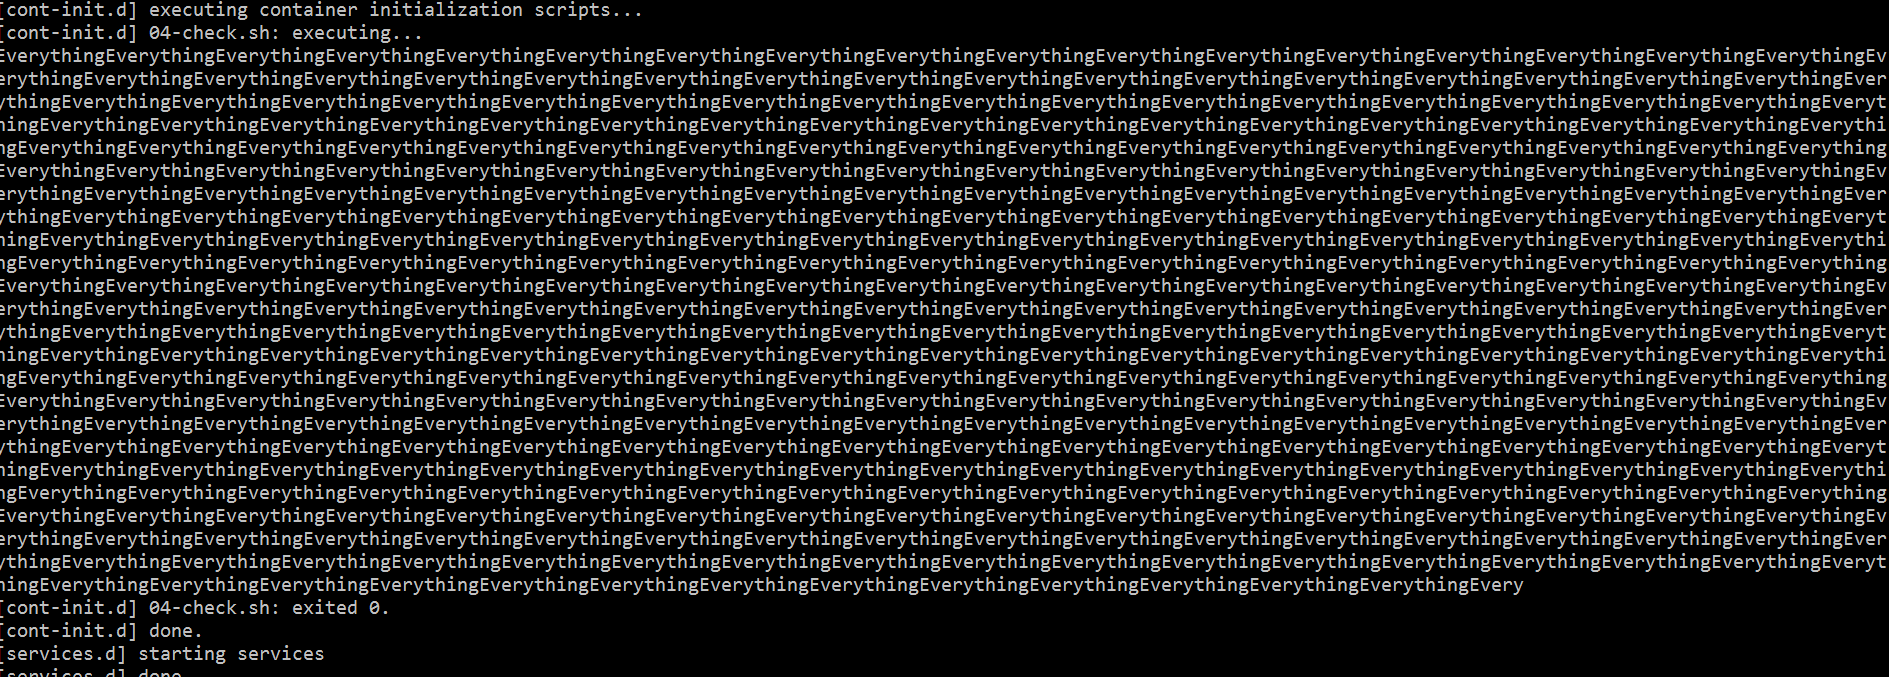 [cont-init.d] executing container initialization scripts...
[cont-init.d] 04-check.sh: executing...
EverythingEverythingEverythingEverythingEverythingEverythingEverythingEverythingEverythingEverythingEverythingEverythingEverythingEverythingEverythingEverythingEverythingEv
erythingEverythingEverythingEverythingEverythingEverythingEverythingEverythingEverythingEverythingEverythingEverythingEverythingEverythingEverythingEverythingEverythingEver
ythingEverythingEverythingEverythingEverythingEverythingEverythingEverythingEverythingEverythingEverythingEverythingEverythingEverythingEverythingEverythingEverythingEveryt
hingEverythingEverythingEverythingEverythingEverythingEverythingEverythingEverythingEverythingEverythingEverythingEverythingEverythingEverythingEverythingEverythingEverythi
ngEverythingEverythingEverythingEverythingEverythingEverythingEverythingEverythingEverythingEverythingEverythingEverythingEverythingEverythingEverythingEverythingEverything
EverythingEverythingEverythingEverythingEverythingEverythingEverythingEverythingEverythingEverythingEverythingEverythingEverythingEverythingEverythingEverythingEverythingEv
erythingEverythingEverythingEverythingEverythingEverythingEverythingEverythingEverythingEverythingEverythingEverythingEverythingEverythingEverythingEverythingEverythingEver
ythingEverythingEverythingEverythingEverythingEverythingEverythingEverythingEverythingEverythingEverythingEverythingEverythingEverythingEverythingEverythingEverythingEveryt
hingEverythingEverythingEverythingEverythingEverythingEverythingEverythingEverythingEverythingEverythingEverythingEverythingEverythingEverythingEverythingEverythingEverythi
ngEverythingEverythingEverythingEverythingEverythingEverythingEverythingEverythingEverythingEverythingEverythingEverythingEverythingEverythingEverythingEverythingEverything
EverythingEverythingEverythingEverythingEverythingEverythingEverythingEverythingEverythingEverythingEverythingEverythingEverythingEverythingEverythingEverythingEverythingEv
erythingEverythingEverythingEverythingEverythingEverythingEverythingEverythingEverythingEverythingEverythingEverythingEverythingEverythingEverythingEverythingEverythingEver
ythingEverythingEverythingEverythingEverythingEverythingEverythingEverythingEverythingEverythingEverythingEverythingEverythingEverythingEverythingEverythingEverythingEveryt
hingEverythingEverythingEverythingEverythingEverythingEverythingEverythingEverythingEverythingEverythingEverythingEverythingEverythingEverythingEverythingEverythingEverythi
ngEverythingEverythingEverythingEverythingEverythingEverythingEverythingEverythingEverythingEverythingEverythingEverythingEverythingEverythingEverythingEverythingEverything
EverythingEverythingEverythingEverythingEverythingEverythingEverythingEverythingEverythingEverythingEverythingEverythingEverythingEverythingEverythingEverythingEverythingEv
erythingEverythingEverythingEverythingEverythingEverythingEverythingEverythingEverythingEverythingEverythingEverythingEverythingEverythingEverythingEverythingEverythingEver
ythingEverythingEverythingEverythingEverythingEverythingEverythingEverythingEverythingEverythingEverythingEverythingEverythingEverythingEverythingEverythingEverythingEveryt
hingEverythingEverythingEverythingEverythingEverythingEverythingEverythingEverythingEverythingEverythingEverythingEverythingEverythingEverythingEverythingEverythingEverythi
ngEverythingEverythingEverythingEverythingEverythingEverythingEverythingEverythingEverythingEverythingEverythingEverythingEverythingEverythingEverythingEverythingEverything
EverythingEverythingEverythingEverythingEverythingEverythingEverythingEverythingEverythingEverythingEverythingEverythingEverythingEverythingEverythingEverythingEverythingEv
erythingEverythingEverythingEverythingEverythingEverythingEverythingEverythingEverythingEverythingEverythingEverythingEverythingEverythingEverythingEverythingEverythingEver
ythingEverythingEverythingEverythingEverythingEverythingEverythingEverythingEverythingEverythingEverythingEverythingEverythingEverythingEverythingEverythingEverythingEveryt
hingEverythingEverythingEverythingEverythingEverythingEverythingEverythingEverythingEverythingEverythingEverythingEverythingEverythingEvery
[cont-init.d] 04-check.sh: exited 0.
[cont-init.d] done.
[services.d] starting services
[services.d] done